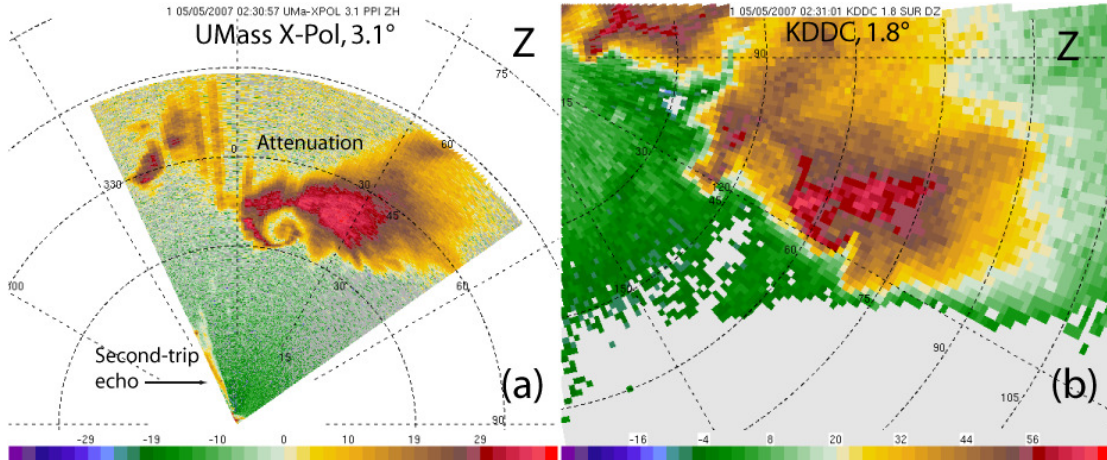 1 05/05/2007 02:30:57 UMa-XPOL 3.1 PPI ZH
UMass X-Pol, 3.1°
Z
75
60
Attenuation
0
330
30
45
300
30
60
Second-trip
echo
15
(a)
90
-29 -19 -10 0 10 19 29
1 05/05/2007 02:31:01 KDDC 1.8 SUR DZ
KDDC, 1.8°
Z
90
15
30
120
45
60
150
75
90
105
(b)
-16 -4 8 20 32 44 56